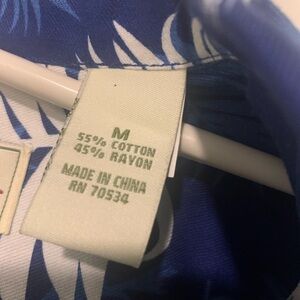 M
55% COTTON
45% RAYON
MADE IN CHINA
RN 70534